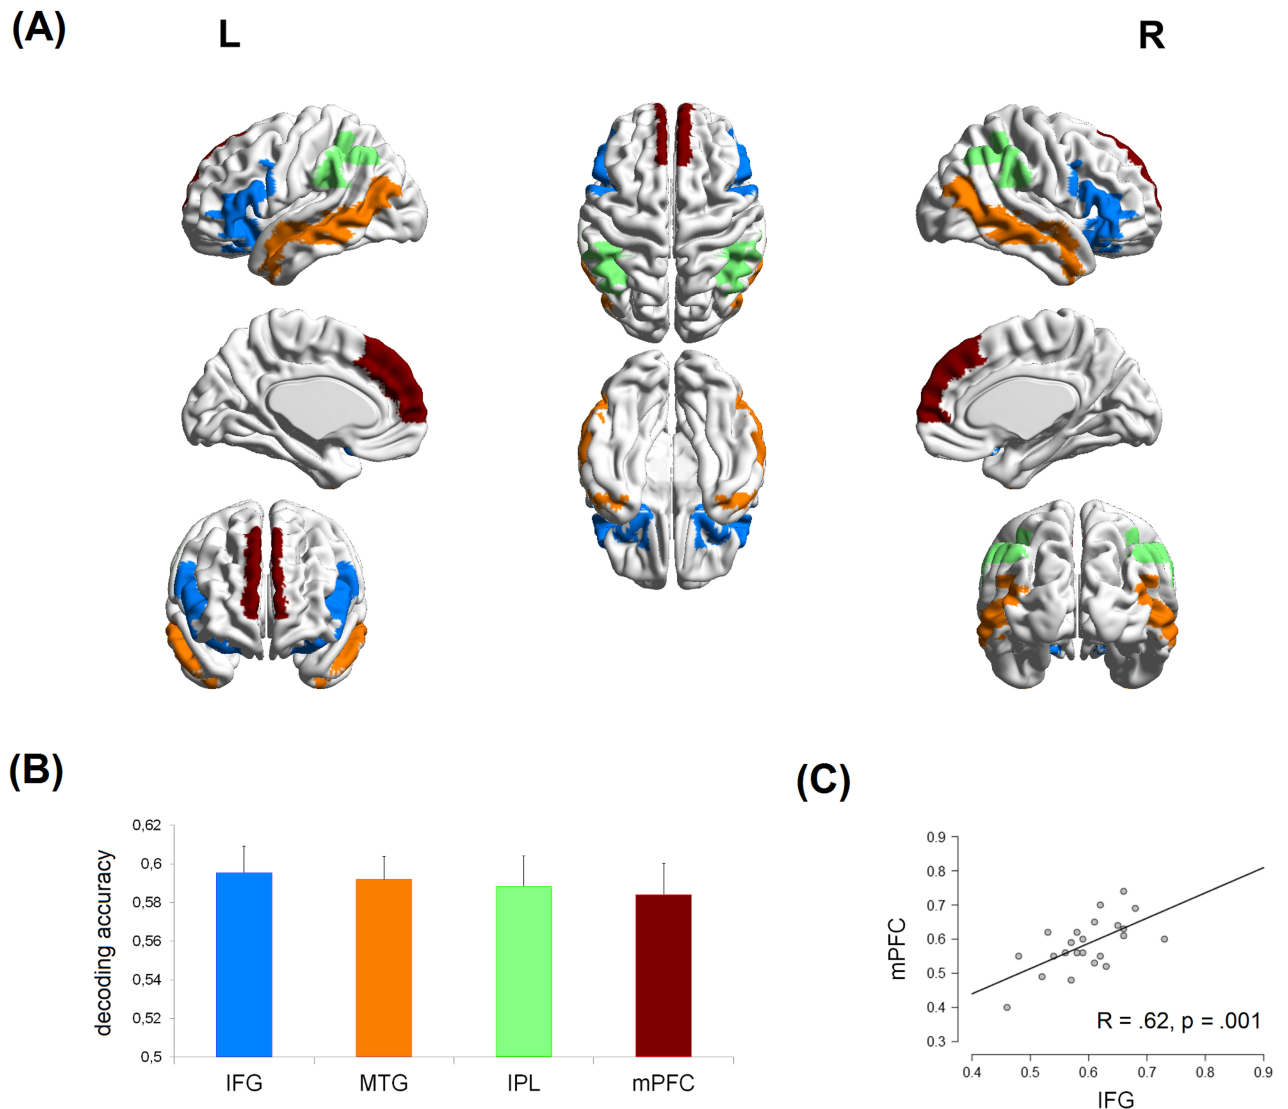 (A)
L
R
(B)
decoding accuracy
0,62
0,6
0,58
0,56
0,54
0,52
0,5
IFG MTG IPL mPFC
(C)
mPFC
0.9
0.8
0.7
0.6
0.5
0.4
0.3
R = .62, p = .001
0.4 0.5 0.6 0.7 0.8 0.9
IFG